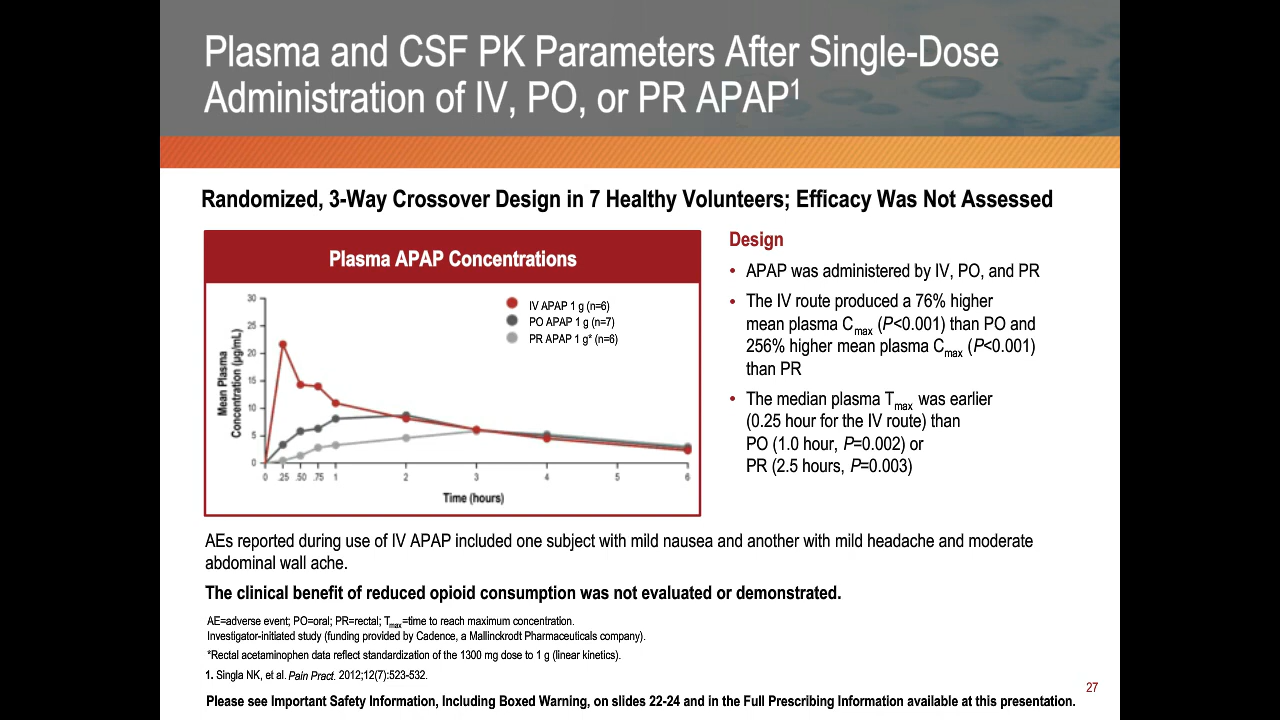 Plasma and CSF PK Parameters After Single-Dose
Administration of IV, PO, or PR APAP1
Randomized, 3-Way Crossover Design in 7 Healthy Volunteers; Efficacy Was Not Assessed
Plasma APAP Concentrations
IV APAP 1 g (n=6)
PO APAP 1 g (n=7)
PR APAP 1 g* (n=6)
Mean Plasma
Concentration (µg/mL)
30
25
20
15
10
5
0
0 .25 .50 .75 1 2 3 4 5 6
Time (hours)
Design
• APAP was administered by IV, PO, and PR
• The IV route produced a 76% higher
mean plasma Cmax (P<0.001) than PO and
256% higher mean plasma Cmax (P<0.001)
than PR
• The median plasma Tmax was earlier
(0.25 hour for the IV route) than
PO (1.0 hour, P=0.002) or
PR (2.5 hours, P=0.003)
AEs reported during use of IV APAP included one subject with mild nausea and another with mild headache and moderate
abdominal wall ache.
The clinical benefit of reduced opioid consumption was not evaluated or demonstrated.
AE=adverse event; PO=oral; PR=rectal; Tmax=time to reach maximum concentration.
Investigator-initiated study (funding provided by Cadence, a Mallinckrodt Pharmaceuticals company).
*Rectal acetaminophen data reflect standardization of the 1300 mg dose to 1 g (linear kinetics).
1. Singla NK, et al. Pain Pract. 2012;12(7):523-532.
27
Please see Important Safety Information, Including Boxed Warning, on slides 22-24 and in the Full Prescribing Information available at this presentation.